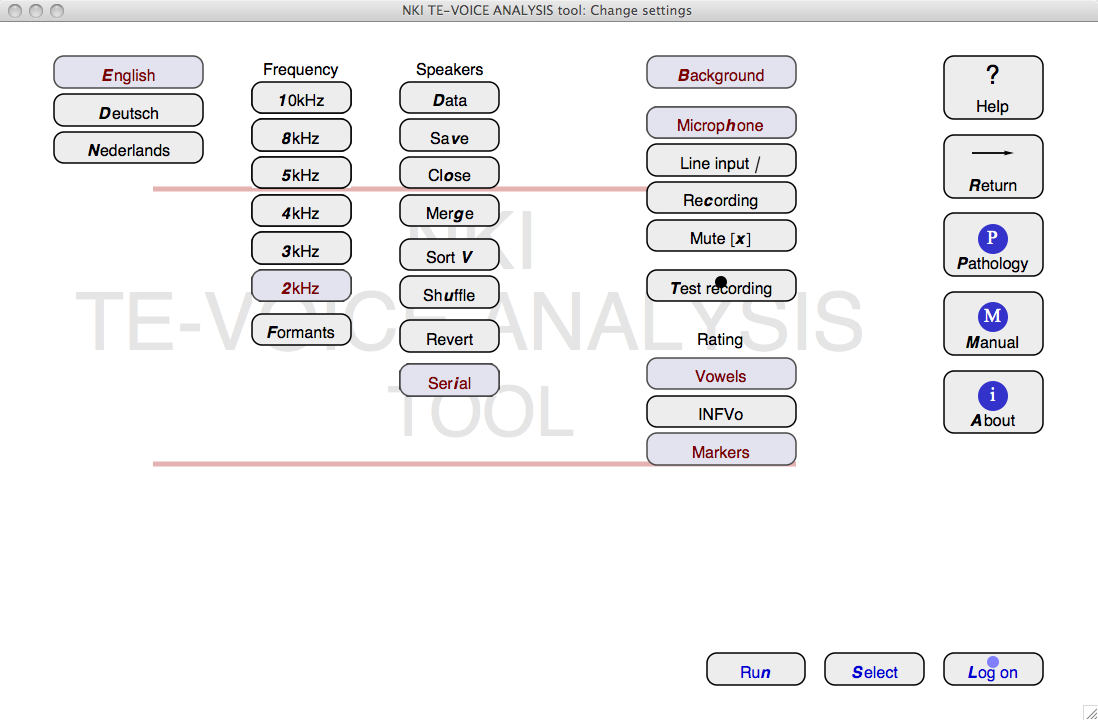 NKI TE-VOICE ANALYSIS tool: Change settings
English
Deutsch
Nederlands
Frequency
10kHz
8kHz
5kHz
4kHz
3kHz
2kHz
Formants
Speakers
Data
Save
Close
Merge
Sort V
Shuffle
Revert
Serial
Background
Microphone
Line input /
Recording
Mute [x]
Test recording
Rating
Vowels
INFVo
Markers
?
Help
Return
P
Pathology
M
Manual
i
About
NKI
TE-VOICE ANALYSIS
TOOL
Run
Select
Log on